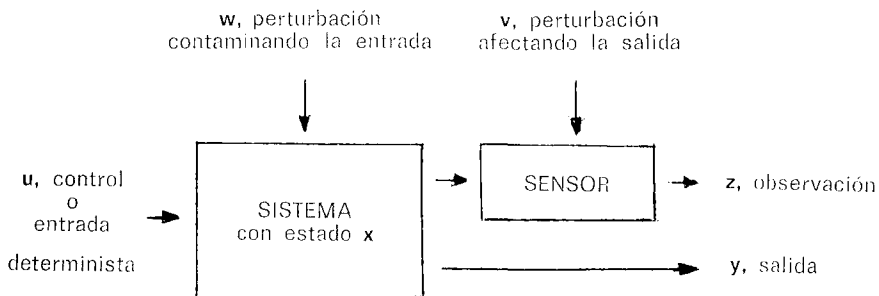 w, perturbación
contaminando la entrada
v, perturbación
afectando la salida
u, control
o
entrada
determinista
SISTEMA
con estado x
SENSOR
z, observación
y, salida